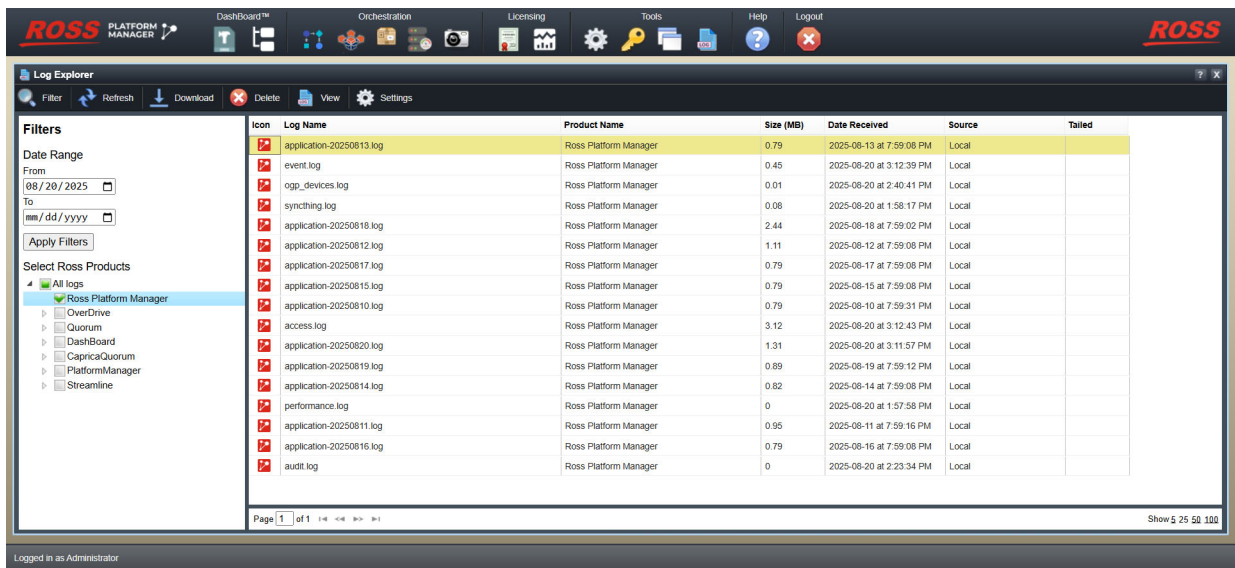 ROSS PLATFORM MANAGER
DashBoard™ Orchestration Licensing Tools Help Logout
ROSS
Log Explorer ? X
Filter Refresh Download Delete View Settings
Filters
Date Range
From
08/20/2025
To
mm/dd/yyyy
Apply Filters
Select Ross Products
All logs
Ross Platform Manager
OverDrive
Quorum
DashBoard
CapricaQuorum
PlatformManager
Streamline
Icon Log Name Product Name Size (MB) Date Received Source Tailed
application-20250813.log Ross Platform Manager 0.79 2025-08-13 at 7:59:08 PM Local
event.log Ross Platform Manager 0.45 2025-08-20 at 3:12:39 PM Local
ogp_devices.log Ross Platform Manager 0.01 2025-08-20 at 2:40:41 PM Local
syncthing.log Ross Platform Manager 0.08 2025-08-20 at 1:58:17 PM Local
application-20250818.log Ross Platform Manager 2.44 2025-08-18 at 7:59:02 PM Local
application-20250812.log Ross Platform Manager 1.11 2025-08-12 at 7:59:08 PM Local
application-20250817.log Ross Platform Manager 0.79 2025-08-17 at 7:59:08 PM Local
application-20250815.log Ross Platform Manager 0.79 2025-08-15 at 7:59:08 PM Local
application-20250810.log Ross Platform Manager 0.79 2025-08-10 at 7:59:31 PM Local
access.log Ross Platform Manager 3.12 2025-08-20 at 3:12:43 PM Local
application-20250820.log Ross Platform Manager 1.31 2025-08-20 at 3:11:57 PM Local
application-20250819.log Ross Platform Manager 0.89 2025-08-19 at 7:59:12 PM Local
application-20250814.log Ross Platform Manager 0.82 2025-08-14 at 7:59:08 PM Local
performance.log Ross Platform Manager 0 2025-08-20 at 1:57:58 PM Local
application-20250811.log Ross Platform Manager 0.95 2025-08-11 at 7:59:16 PM Local
application-20250816.log Ross Platform Manager 0.79 2025-08-16 at 7:59:08 PM Local
audit.log Ross Platform Manager 0 2025-08-20 at 2:23:34 PM Local
Page 1 of 1 Show 5 25 50 100
Logged in as Administrator